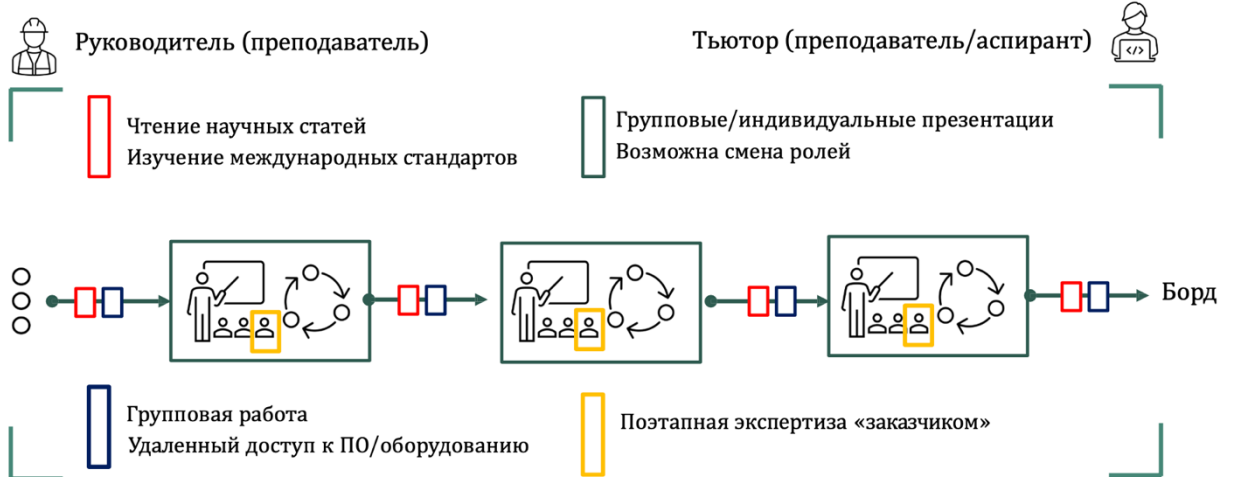 Руководитель (преподаватель)
Тьютор (преподаватель/аспирант)
</>
Чтение научных статей
Изучение международных стандартов
Групповые/индивидуальные презентации
Возможна смена ролей
Борд
Групповая работа
Удаленный доступ к ПО/оборудованию
Поэтапная экспертиза «заказчиком»